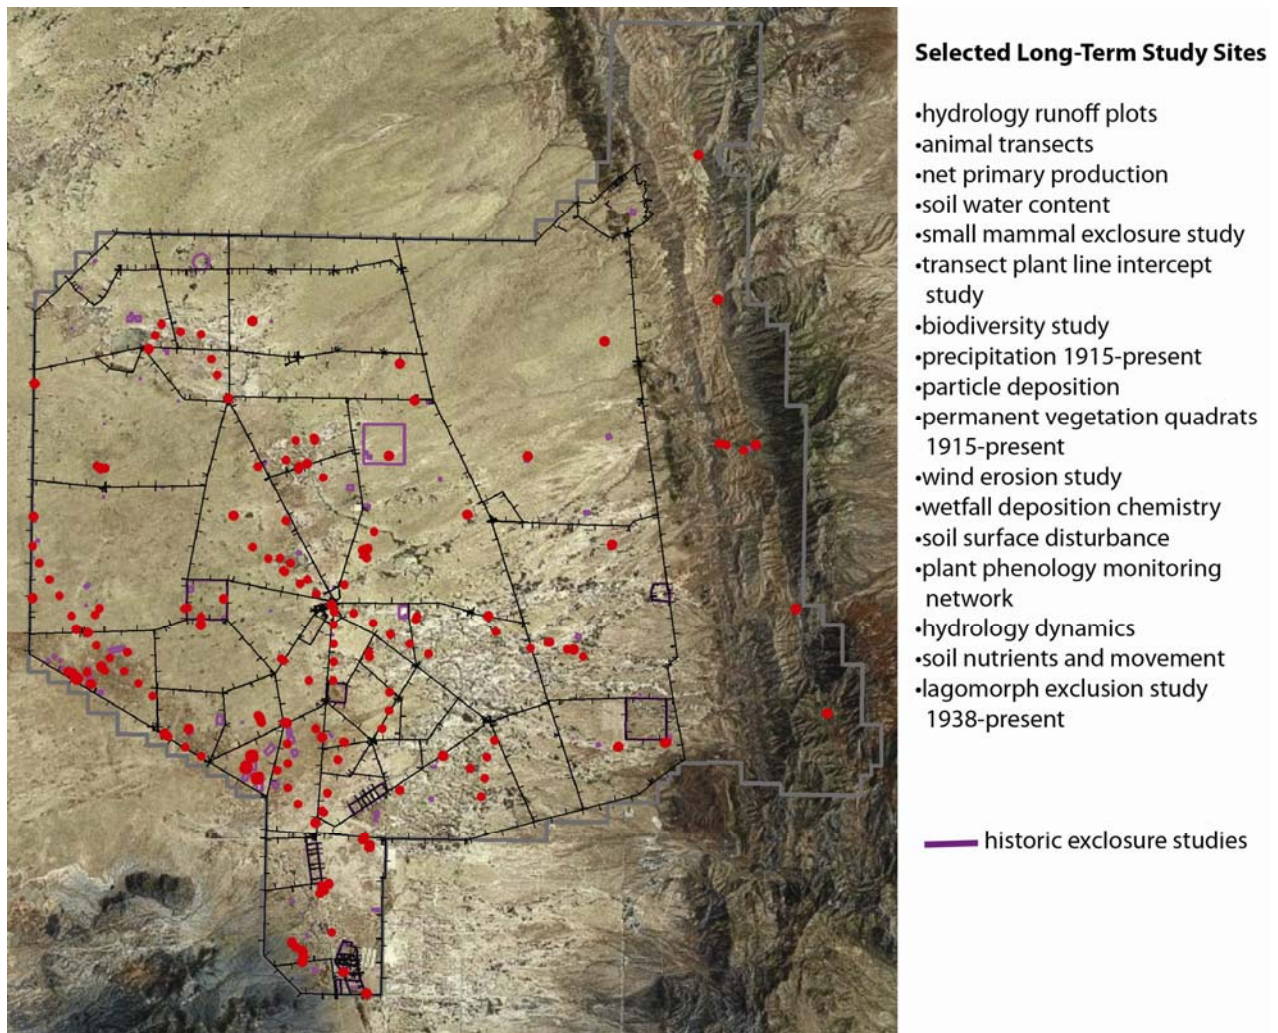 Selected Long-Term Study Sites
•hydrology runoff plots
•animal transects
•net primary production
•soil water content
•small mammal exclosure study
•transect plant line intercept
study
•biodiversity study
•precipitation 1915-present
•particle deposition
•permanent vegetation quadrats
1915-present
•wind erosion study
•wetfall deposition chemistry
•soil surface disturbance
•plant phenology monitoring
network
•hydrology dynamics
•soil nutrients and movement
•lagomorph exclusion study
1938-present
historic exclosure studies